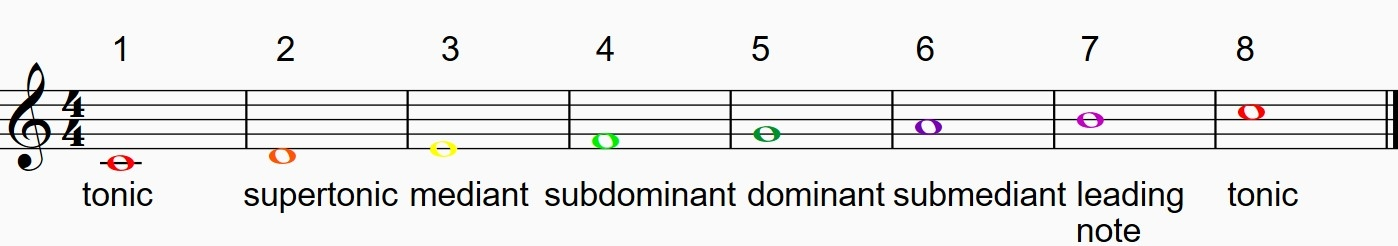 1 2 3 4 5 6 7 8
4
4
tonic supertonic mediant subdominant dominant submediant leading tonic
note